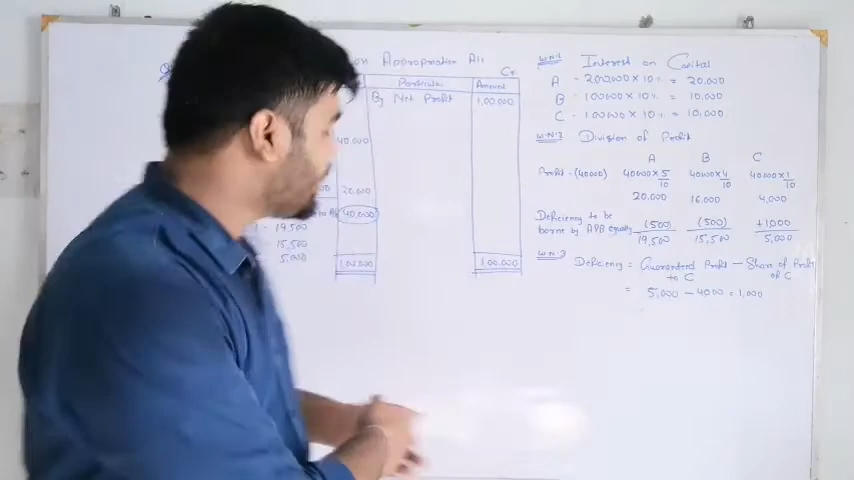 Appropriation A/c
Cr
Particulars Amount
By Net Profit 1,00,000
40,000
20,000
40,000
- 19,500
- 15,500
5,000
1,00,000 1,00,000
W.N.1 Interest on Capital
A - 200000 × 10% = 20,000
B - 100000 × 10% = 10,000
C - 100000 × 10% = 10,000
W.N.2 Division of Profit
A B C
Profit - (40000) 40000×5/10 40000×4/10 40000×1/10
20,000 16,000 4,000
Deficiency to be
borne by A & B equally (500) (500) +1000
19,500 15,500 5,000
W.N.3 Deficiency = Guaranteed Profit to C - Share of Profit of C
= 5,000 - 4000 = 1,000